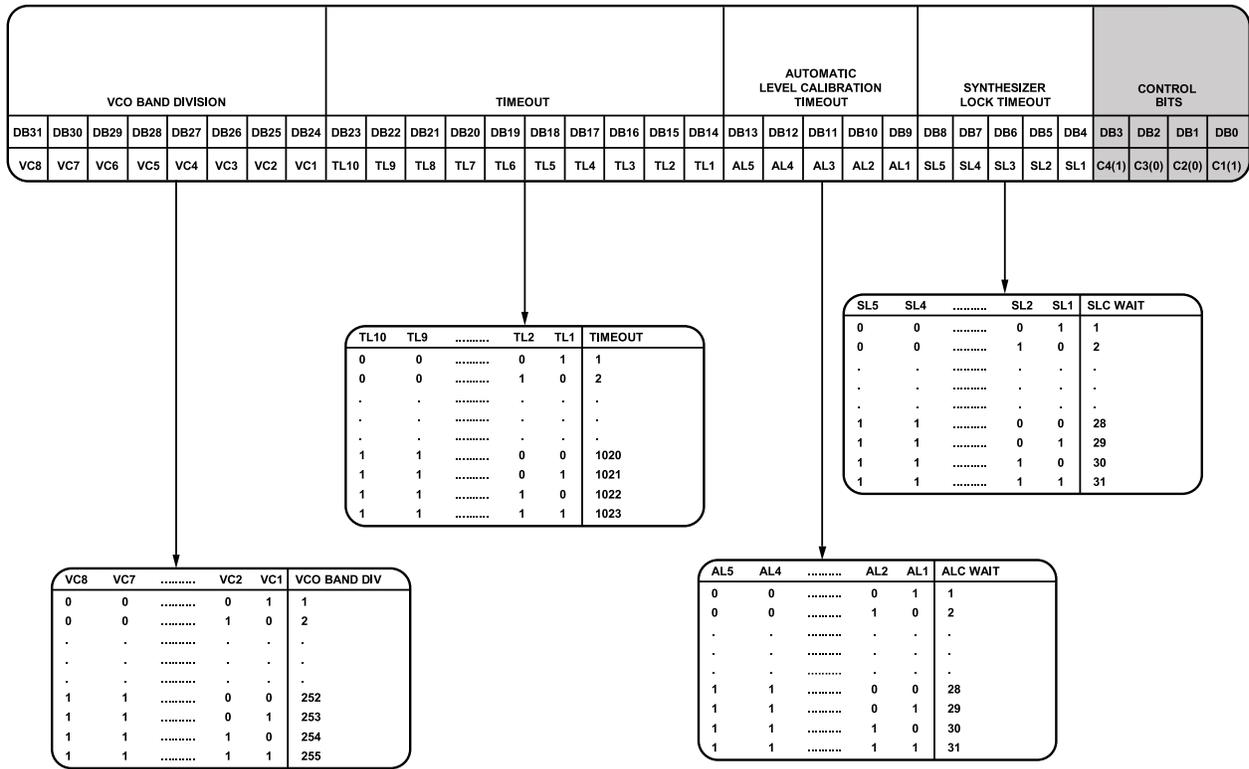 VCO BAND DIVISION
TIMEOUT
AUTOMATIC
LEVEL CALIBRATION
TIMEOUT
SYNTHESIZER
LOCK TIMEOUT
CONTROL
BITS
DB31 DB30 DB29 DB28 DB27 DB26 DB25 DB24 DB23 DB22 DB21 DB20 DB19 DB18 DB17 DB16 DB15 DB14 DB13 DB12 DB11 DB10 DB9 DB8 DB7 DB6 DB5 DB4 DB3 DB2 DB1 DB0
VC8 VC7 VC6 VC5 VC4 VC3 VC2 VC1 TL10 TL9 TL8 TL7 TL6 TL5 TL4 TL3 TL2 TL1 AL5 AL4 AL3 AL2 AL1 SL5 SL4 SL3 SL2 SL1 C4(1) C3(0) C2(0) C1(1)
SL5 SL4 .......... SL2 SL1 SLC WAIT
0 0 .......... 0 1 1
0 0 .......... 1 0 2
. . .......... . . .
. . .......... . . .
. . .......... . . .
1 1 .......... 0 0 28
1 1 .......... 0 1 29
1 1 .......... 1 0 30
1 1 .......... 1 1 31
TL10 TL9 .......... TL2 TL1 TIMEOUT
0 0 .......... 0 1 1
0 0 .......... 1 0 2
. . .......... . . .
. . .......... . . .
. . .......... . . .
1 1 .......... 0 0 1020
1 1 .......... 0 1 1021
1 1 .......... 1 0 1022
1 1 .......... 1 1 1023
VC8 VC7 .......... VC2 VC1 VCO BAND DIV
0 0 .......... 0 1 1
0 0 .......... 1 0 2
. . .......... . . .
. . .......... . . .
. . .......... . . .
1 1 .......... 0 0 252
1 1 .......... 0 1 253
1 1 .......... 1 0 254
1 1 .......... 1 1 255
AL5 AL4 .......... AL2 AL1 ALC WAIT
0 0 .......... 0 1 1
0 0 .......... 1 0 2
. . .......... . . .
. . .......... . . .
. . .......... . . .
1 1 .......... 0 0 28
1 1 .......... 0 1 29
1 1 .......... 1 0 30
1 1 .......... 1 1 31